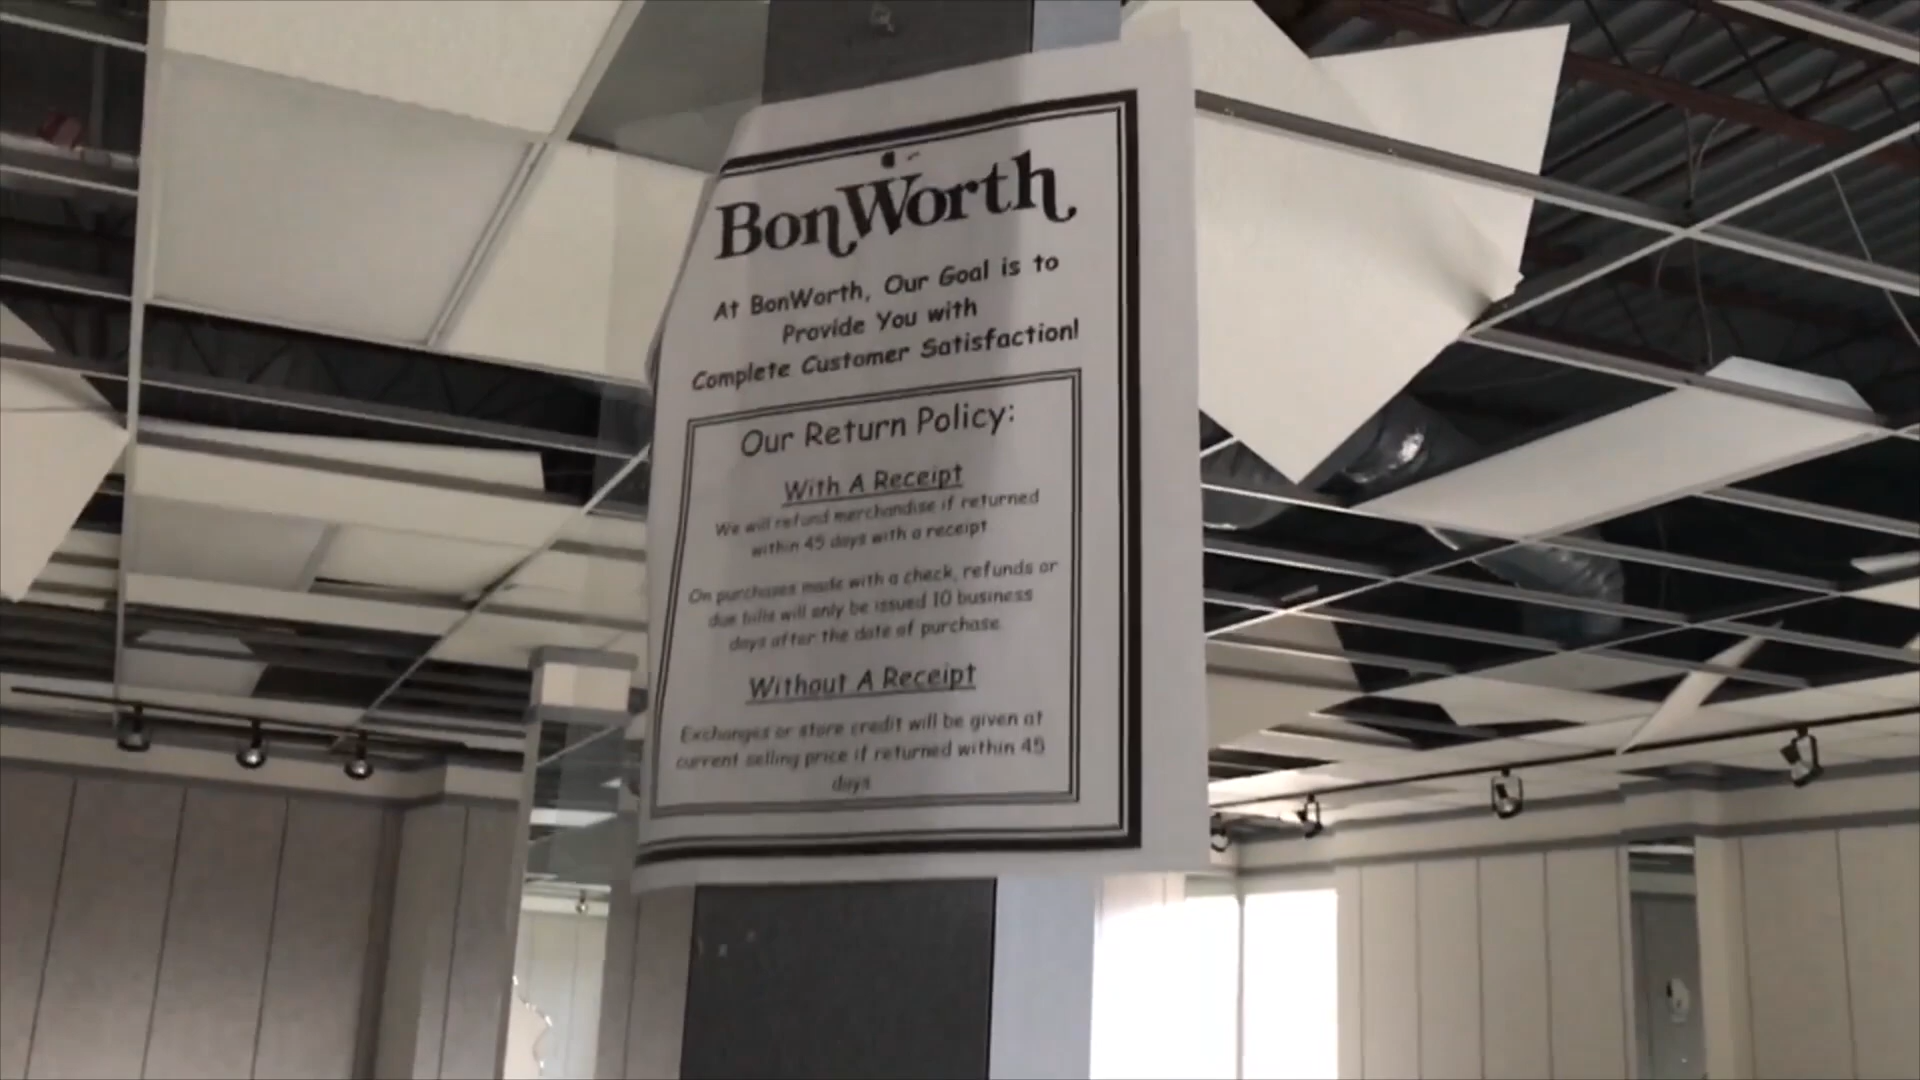 BonWorth
At BonWorth, Our Goal is to
Provide You with
Complete Customer Satisfaction!
Our Return Policy:
With A Receipt
We will refund merchandise if returned
within 45 days with a receipt
On purchases made with a check, refunds or
due bills will only be issued 10 business
days after the date of purchase.
Without A Receipt
Exchanges or store credit will be given at
current selling price if returned within 45
days